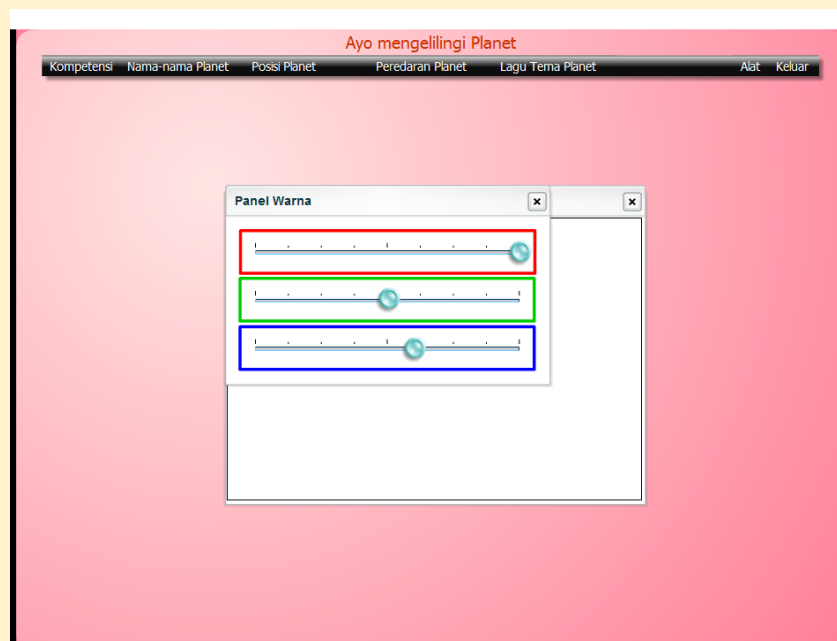 Ayo mengelilingi Planet
Kompetensi Nama-nama Planet Posisi Planet Peredaran Planet Lagu Tema Planet Alat Keluar
Panel Warna